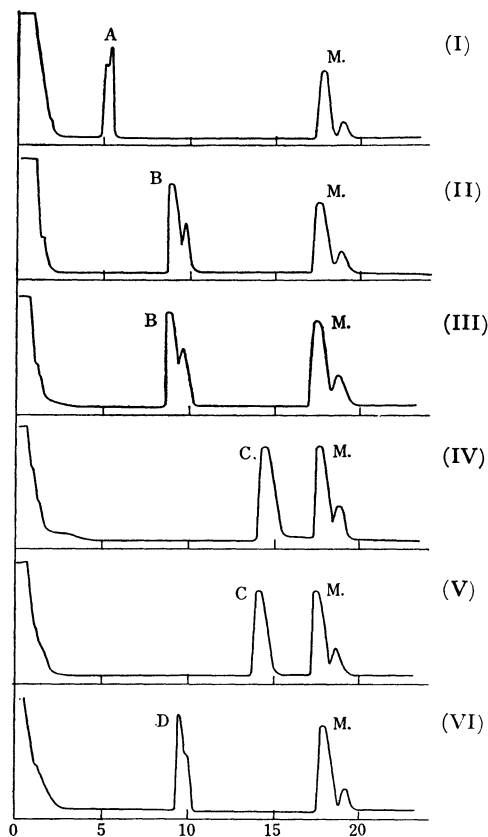 A
M.
(I)
B
M.
(II)
B
M.
(III)
C.
M.
(IV)
C
M.
(V)
D
M.
(VI)
0 5 10 15 20